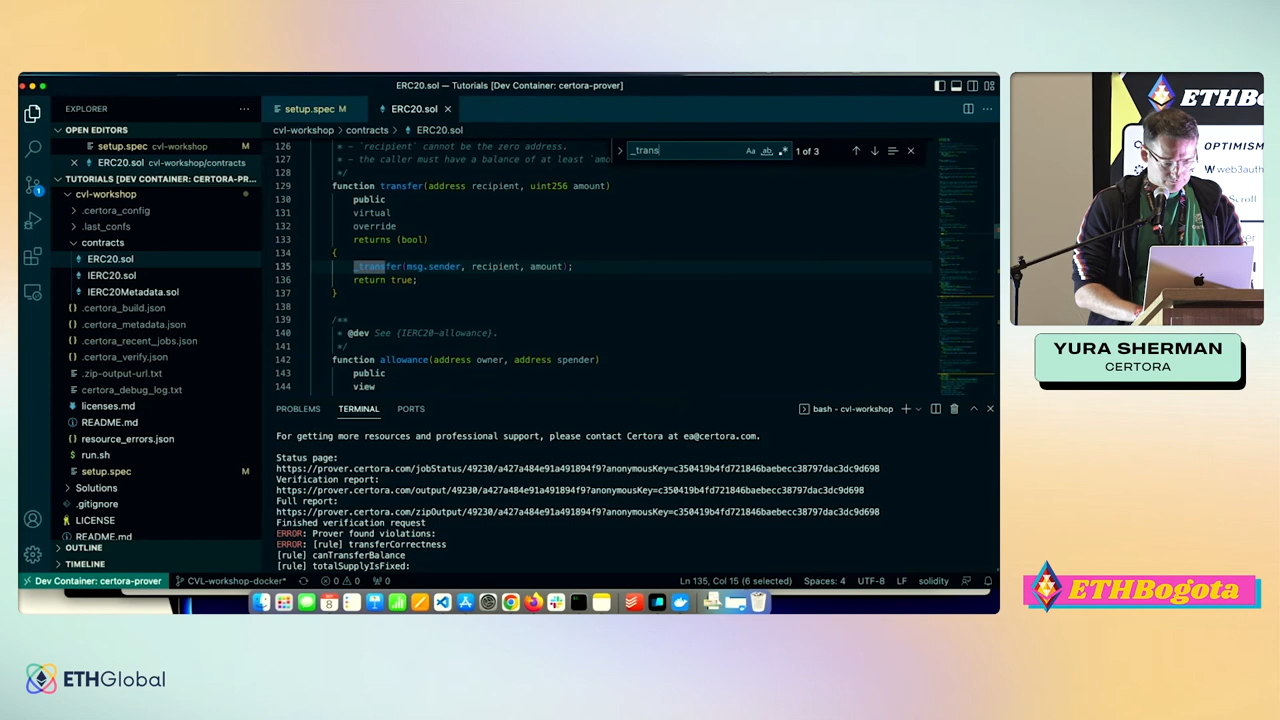 ERC20.sol — Tutorials [Dev Container: certora-prover]
EXPLORER
OPEN EDITORS
setup.spec cvl-workshop M
ERC20.sol cvl-workshop/contracts
TUTORIALS [DEV CONTAINER: CERTORA-PR...
cvl-workshop
.certora_config
.last_confs
contracts
ERC20.sol
IERC20.sol
IERC20Metadata.sol
.certora_build.json
.certora_metadata.json
.certora_recent_jobs.json
.certora_verify.json
.zip-output-url.txt
certora_debug_log.txt
licenses.md
README.md
resource_errors.json
run.sh
setup.spec M
Solutions
.gitignore
LICENSE
README.md
OUTLINE
TIMELINE
setup.spec M
ERC20.sol
cvl-workshop > contracts > ERC20.sol
_trans
Aa ab 1 of 3
126 * - `recipient` cannot be the zero address.
127 * - the caller must have a balance of at least `amo
128 */
129 function transfer(address recipient, uint256 amount)
130 public
131 virtual
132 override
133 returns (bool)
134 {
135 _transfer(msg.sender, recipient, amount);
136 return true;
137 }
138
139 /**
140 * @dev See {IERC20-allowance}.
141 */
142 function allowance(address owner, address spender)
143 public
144 view
PROBLEMS TERMINAL PORTS
bash - cvl-workshop
For getting more resources and professional support, please contact Certora at ea@certora.com.
Status page:
https://prover.certora.com/jobStatus/49230/a427a484e91a491894f9?anonymousKey=c350419b4fd721846baebecc38797dac3dc9d698
Verification report:
https://prover.certora.com/output/49230/a427a484e91a491894f9?anonymousKey=c350419b4fd721846baebecc38797dac3dc9d698
Full report:
https://prover.certora.com/zipOutput/49230/a427a484e91a491894f9?anonymousKey=c350419b4fd721846baebecc38797dac3dc9d698
Finished verification request
ERROR: Prover found violations:
ERROR: [rule] transferCorrectness
[rule] canTransferBalance
[rule] totalSupplyIsFixed:
Dev Container: certora-prover
CVL-workshop-docker*
0 0
0
Ln 135, Col 15 (6 selected)
Spaces: 4
UTF-8
LF
solidity
ETHBo
OPTIMISM
web3auth
Scroll
YURA SHERMAN
CERTORA
ETHBogota
ETHGlobal